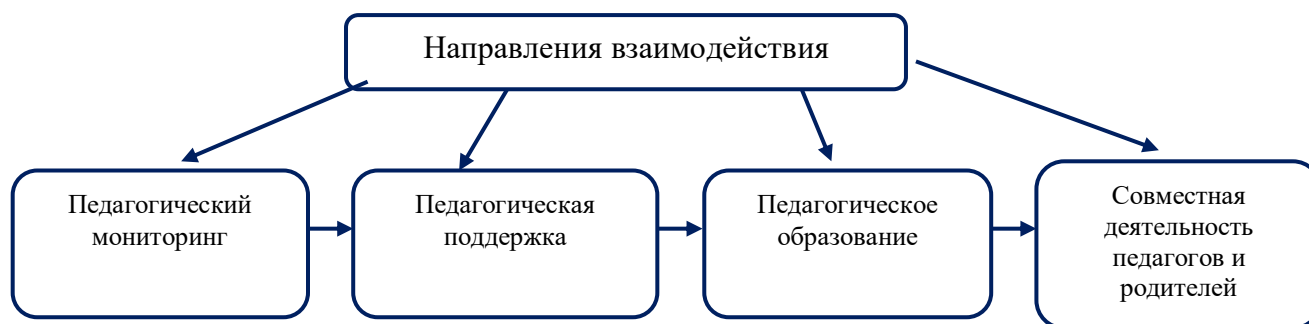 Направления взаимодействия
Педагогический
мониторинг
Педагогическая
поддержка
Педагогическое
образование
Совместная
деятельность
педагогов и
родителей